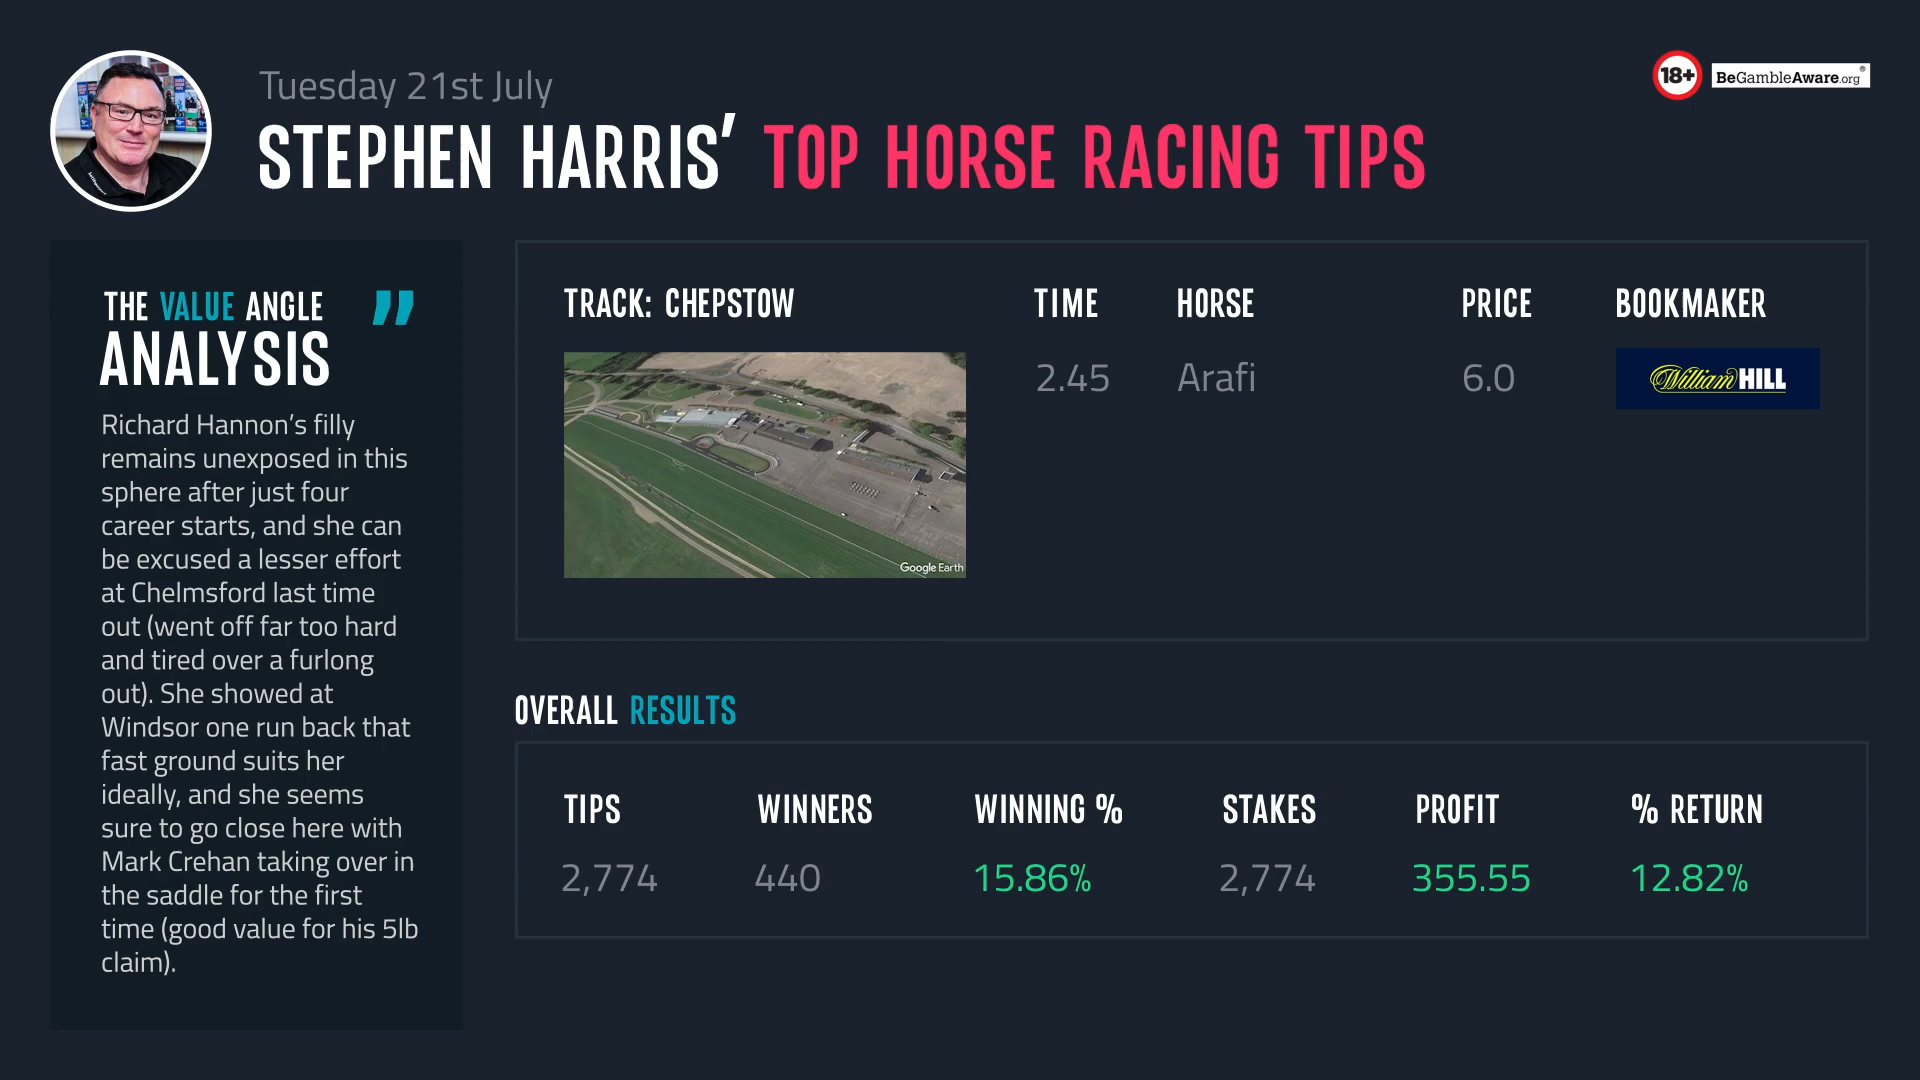 Tuesday 21st July
STEPHEN HARRIS’ TOP HORSE RACING TIPS
18+ BeGambleAware.org®
THE VALUE ANGLE
ANALYSIS
Richard Hannon’s filly
remains unexposed in this
sphere after just four
career starts, and she can
be excused a lesser effort
at Chelmsford last time
out (went off far too hard
and tired over a furlong
out). She showed at
Windsor one run back that
fast ground suits her
ideally, and she seems
sure to go close here with
Mark Crehan taking over in
the saddle for the first
time (good value for his 5lb
claim).
TRACK: CHEPSTOW TIME HORSE PRICE BOOKMAKER
2.45 Arafi 6.0 William HILL
Google Earth
OVERALL RESULTS
TIPS WINNERS WINNING % STAKES PROFIT % RETURN
2,774 440 15.86% 2,774 355.55 12.82%